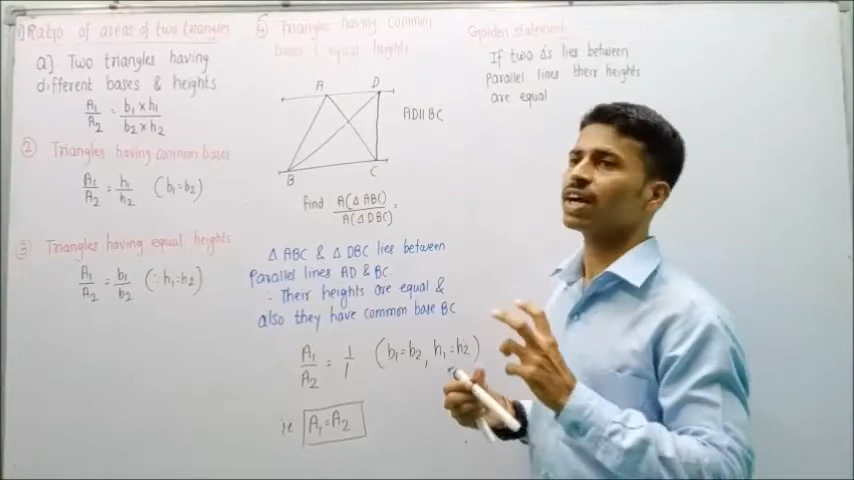 1) Ratio of areas of two triangles
Q] Two triangles having
different bases & heights
A₁/A₂ = b₁ x h₁/b₂ x h₂
② Triangles having common bases
A₁/A₂ = h₁/h₂ (b₁=b₂)
③ Triangles having equal heights
A₁/A₂ = b₁/b₂ (∵ h₁=h₂)
④ Triangles having common
bases & equal heights
A D
AD || BC
B C
find A(Δ ABC)/A(Δ DBC) =
Δ ABC & Δ DBC lies between
Parallel lines AD & BC.
∴ Their heights are equal &
also they have common base BC
A₁/A₂ = 1/1 (b₁=b₂, h₁=h₂)
ie A₁=A₂
Golden statement
If two Δ's lies between
parallel lines their heights
are equal